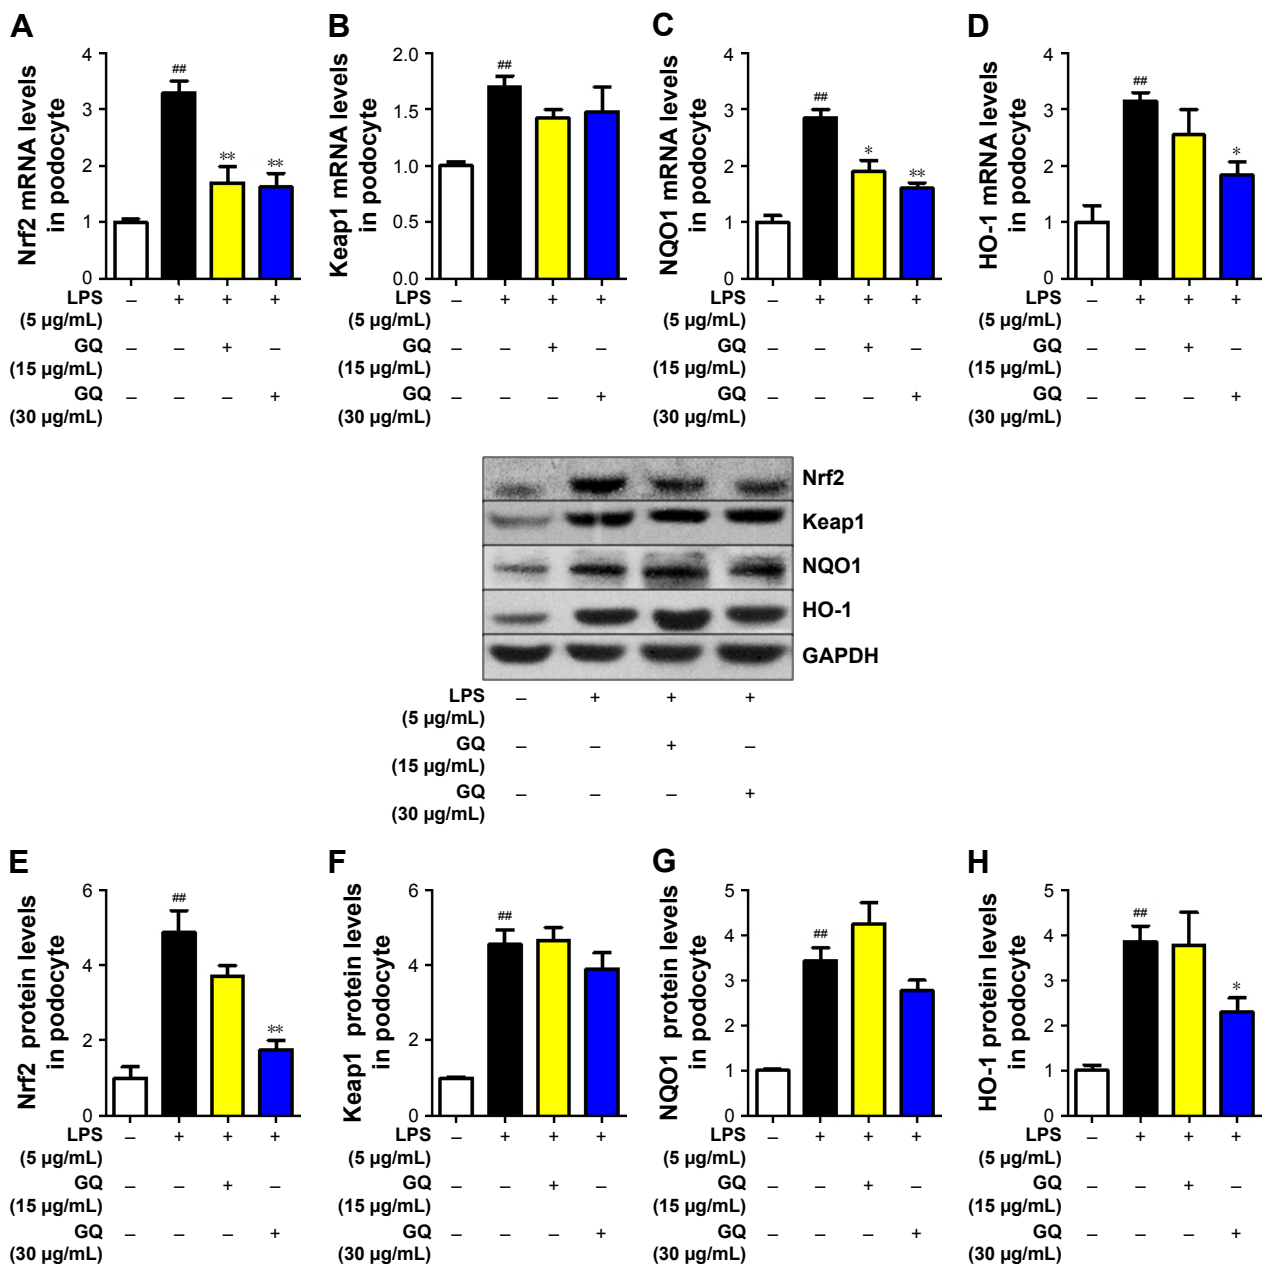 A
Nrf2 mRNA levels
in podocyte
4
3
2
1
0
##
**
**
LPS
(5 µg/mL)
– + + +
GQ
(15 µg/mL)
– – + –
GQ
(30 µg/mL)
– – – +
B
Keap1 mRNA levels
in podocyte
2.0
1.5
1.0
0.5
0.0
##
LPS
(5 µg/mL)
– + + +
GQ
(15 µg/mL)
– – + –
GQ
(30 µg/mL)
– – – +
C
NQO1 mRNA levels
in podocyte
4
3
2
1
0
##
*
**
LPS
(5 µg/mL)
– + + +
GQ
(15 µg/mL)
– – + –
GQ
(30 µg/mL)
– – – +
D
HO-1 mRNA levels
in podocyte
4
3
2
1
0
##
*
LPS
(5 µg/mL)
– + + +
GQ
(15 µg/mL)
– – + –
GQ
(30 µg/mL)
– – – +
Nrf2
Keap1
NQO1
HO-1
GAPDH
LPS
(5 µg/mL)
– + + +
GQ
(15 µg/mL)
– – + –
GQ
(30 µg/mL)
– – – +
E
Nrf2 protein levels
in podocyte
6
4
2
0
##
**
LPS
(5 µg/mL)
– + + +
GQ
(15 µg/mL)
– – + –
GQ
(30 µg/mL)
– – – +
F
Keap1 protein levels
in podocyte
6
4
2
0
##
LPS
(5 µg/mL)
– + + +
GQ
(15 µg/mL)
– – + –
GQ
(30 µg/mL)
– – – +
G
NQO1 protein levels
in podocyte
5
4
3
2
1
0
##
LPS
(5 µg/mL)
– + + +
GQ
(15 µg/mL)
– – + –
GQ
(30 µg/mL)
– – – +
H
HO-1 protein levels
in podocyte
5
4
3
2
1
0
##
*
LPS
(5 µg/mL)
– + + +
GQ
(15 µg/mL)
– – + –
GQ
(30 µg/mL)
– – – +